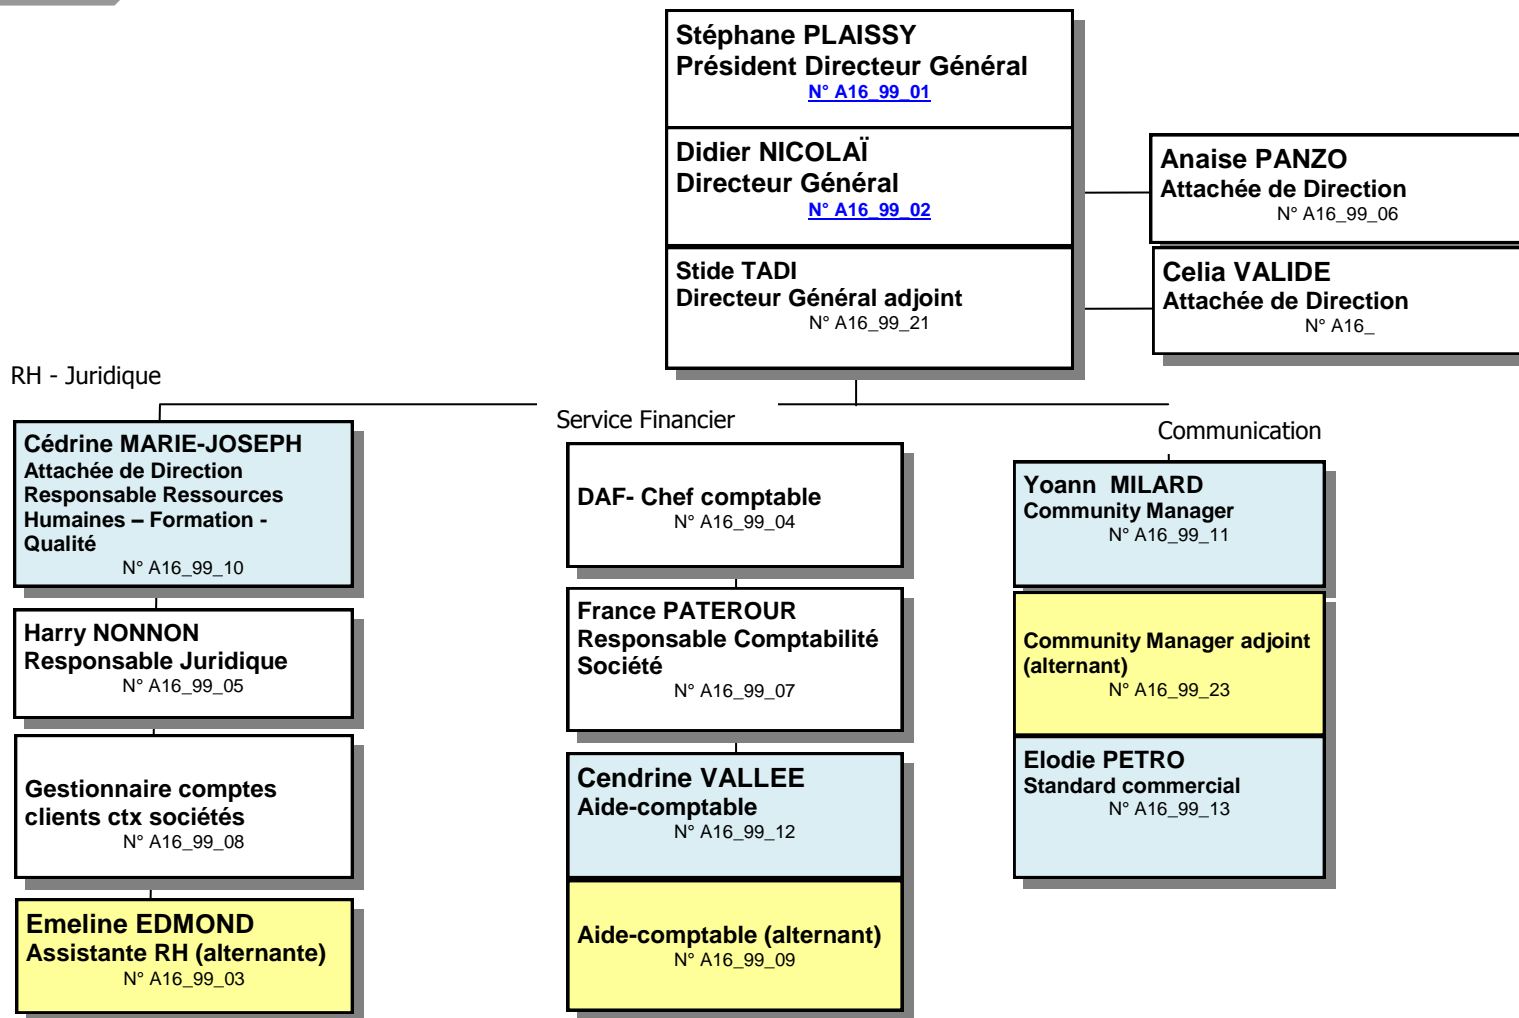 Stéphane PLAISSY
Président Directeur Général
N° A16_99_01
Didier NICOLAÏ
Directeur Général
N° A16_99_02
Stide TADI
Directeur Général adjoint
N° A16_99_21
Anaise PANZO
Attachée de Direction
N° A16_99_06
Celia VALIDE
Attachée de Direction
N° A16_
RH - Juridique
Cédrine MARIE-JOSEPH
Attachée de Direction
Responsable Ressources
Humaines – Formation -
Qualité
N° A16_99_10
Harry NONNON
Responsable Juridique
N° A16_99_05
Gestionnaire comptes
clients ctx sociétés
N° A16_99_08
Emeline EDMOND
Assistante RH (alternante)
N° A16_99_03
Service Financier
DAF- Chef comptable
N° A16_99_04
France PATEROUR
Responsable Comptabilité
Société
N° A16_99_07
Cendrine VALLEE
Aide-comptable
N° A16_99_12
Aide-comptable (alternant)
N° A16_99_09
Communication
Yoann  MILARD
Community Manager
N° A16_99_11
Community Manager adjoint
(alternant)
N° A16_99_23
Elodie PETRO
Standard commercial
N° A16_99_13